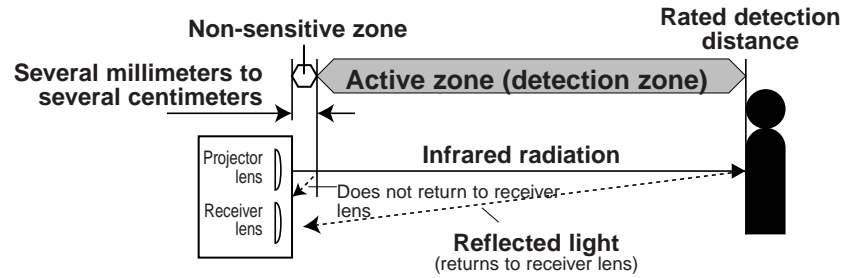 Rated detection
distance
Non-sensitive zone
Several millimeters to
several centimeters
Active zone (detection zone)
Projector
lens
Infrared radiation
Does not return to receiver
lens
Receiver
lens
Reflected light
(returns to receiver lens)